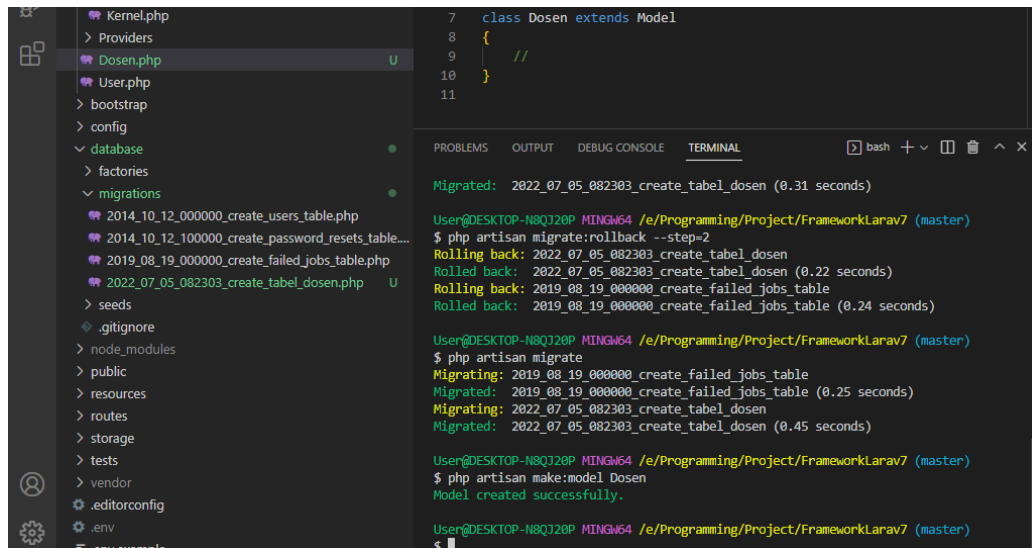 Kernel.php
Providers
Dosen.php U
User.php
bootstrap
config
database
factories
migrations
2014_10_12_000000_create_users_table.php
2014_10_12_100000_create_password_resets_table....
2019_08_19_000000_create_failed_jobs_table.php
2022_07_05_082303_create_tabel_dosen.php U
seeds
.gitignore
node_modules
public
resources
routes
storage
tests
vendor
.editorconfig
.env
.env.example
7 class Dosen extends Model
8 {
9 //
10 }
11
PROBLEMS OUTPUT DEBUG CONSOLE TERMINAL bash
Migrated: 2022_07_05_082303_create_tabel_dosen (0.31 seconds)
User@DESKTOP-N8QJ20P MINGW64 /e/Programming/Project/FrameworkLarav7 (master)
$ php artisan migrate:rollback --step=2
Rolling back: 2022_07_05_082303_create_tabel_dosen
Rolled back: 2022_07_05_082303_create_tabel_dosen (0.22 seconds)
Rolling back: 2019_08_19_000000_create_failed_jobs_table
Rolled back: 2019_08_19_000000_create_failed_jobs_table (0.24 seconds)
User@DESKTOP-N8QJ20P MINGW64 /e/Programming/Project/FrameworkLarav7 (master)
$ php artisan migrate
Migrating: 2019_08_19_000000_create_failed_jobs_table
Migrated: 2019_08_19_000000_create_failed_jobs_table (0.25 seconds)
Migrating: 2022_07_05_082303_create_tabel_dosen
Migrated: 2022_07_05_082303_create_tabel_dosen (0.45 seconds)
User@DESKTOP-N8QJ20P MINGW64 /e/Programming/Project/FrameworkLarav7 (master)
$ php artisan make:model Dosen
Model created successfully.
User@DESKTOP-N8QJ20P MINGW64 /e/Programming/Project/FrameworkLarav7 (master)
$